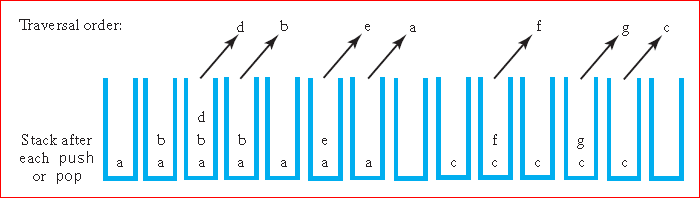 Traversal order: d b e a f g c
d
Stack after b b b e f g
each push a a a a a a a c c c c c
or pop